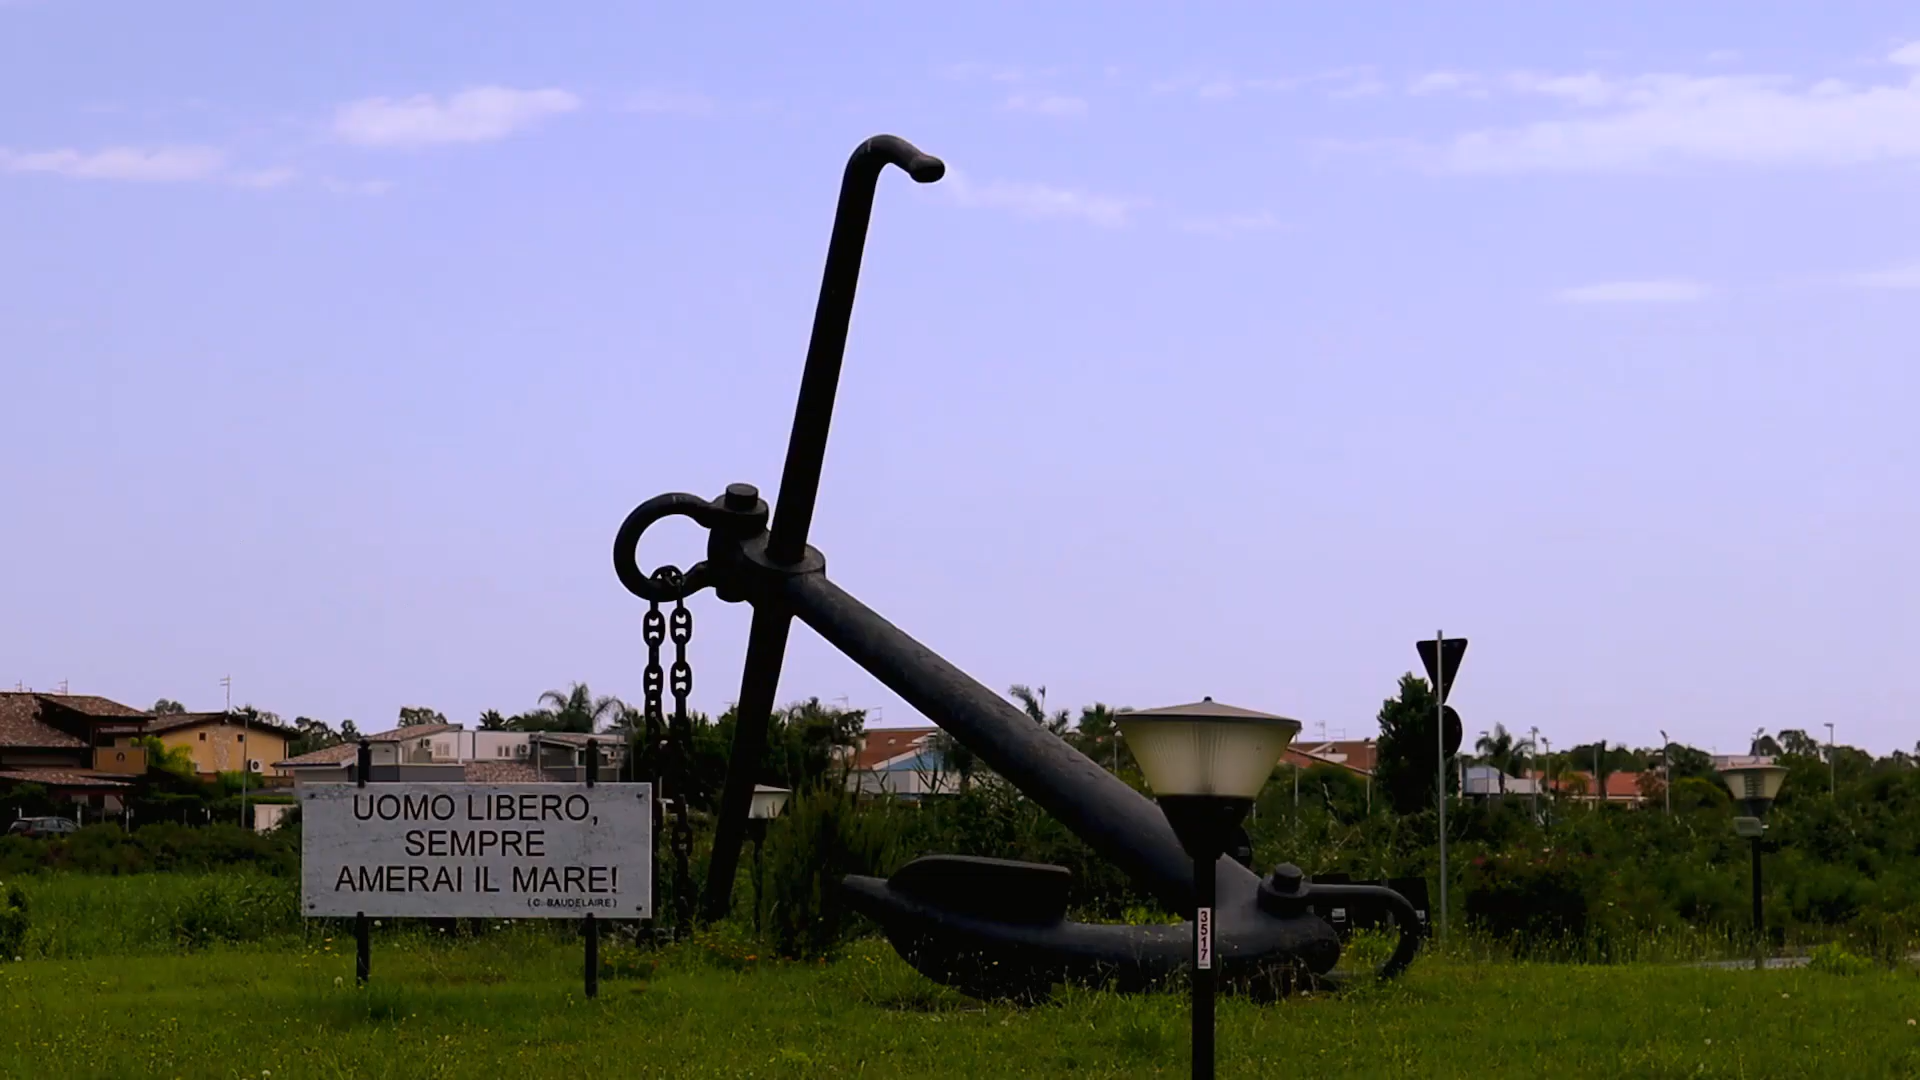 UOMO LIBERO,
SEMPRE
AMERAI IL MARE!
(C. BAUDELAIRE)
3517